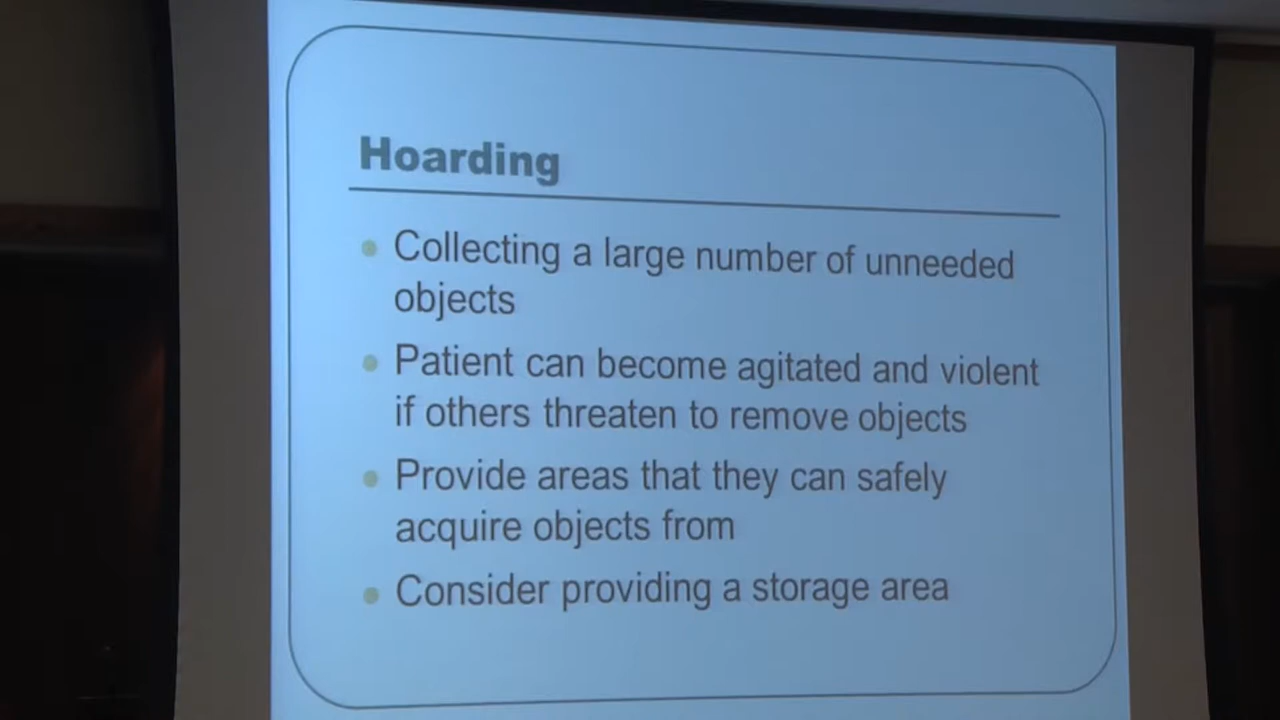 Hoarding
Collecting a large number of unneeded
objects
Patient can become agitated and violent
if others threaten to remove objects
Provide areas that they can safely
acquire objects from
Consider providing a storage area